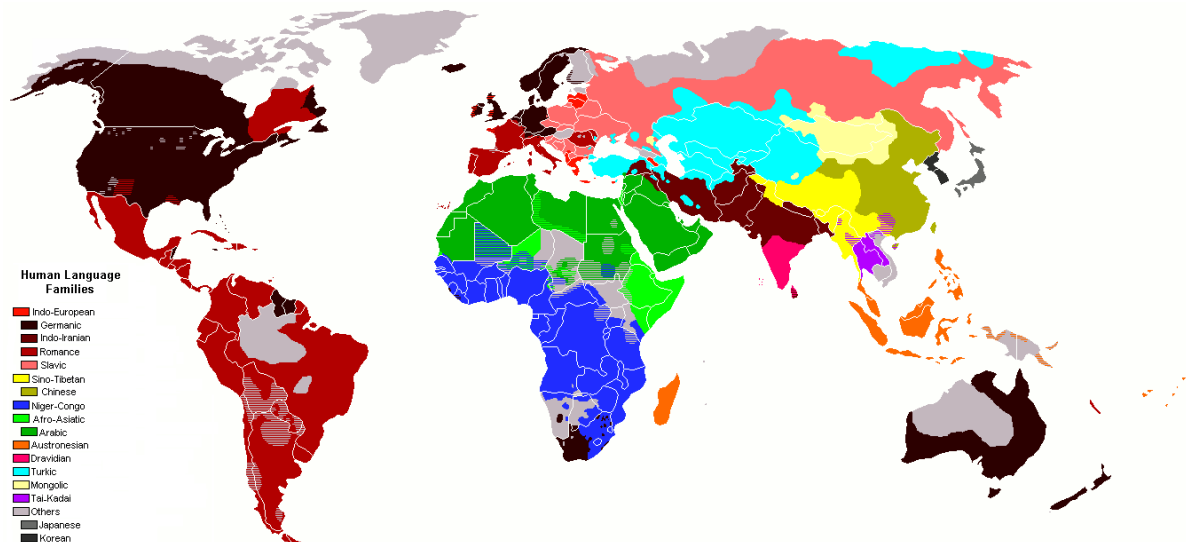 Human Language
Families
Indo-European
Germanic
Indo-Iranian
Romance
Slavic
Sino-Tibetan
Chinese
Niger-Congo
Afro-Asiatic
Arabic
Austronesian
Dravidian
Turkic
Mongolic
Tai-Kadai
Others
Japanese
Korean